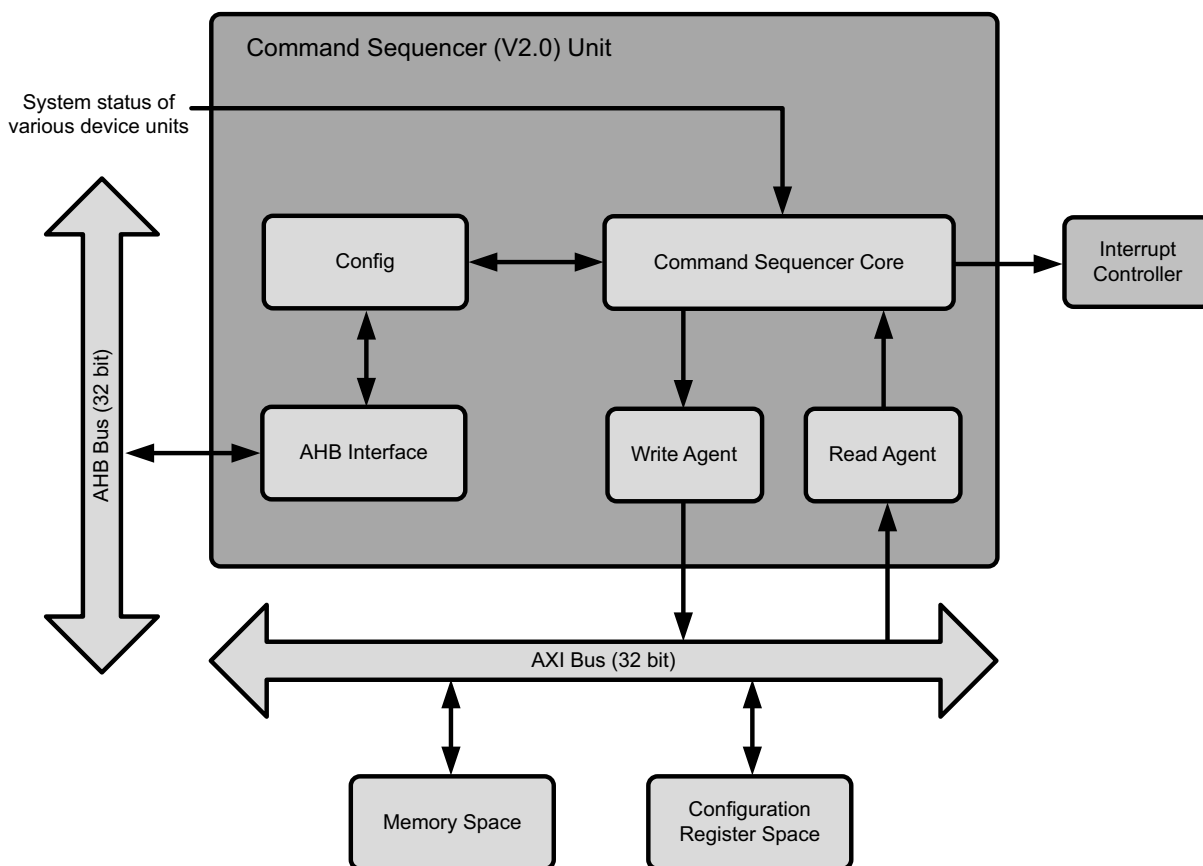 Command Sequencer (V2.0) Unit
System status of
various device units
Config
Command Sequencer Core
Interrupt
Controller
AHB Bus (32 bit)
AHB Interface
Write Agent
Read Agent
AXI Bus (32 bit)
Memory Space
Configuration
Register Space